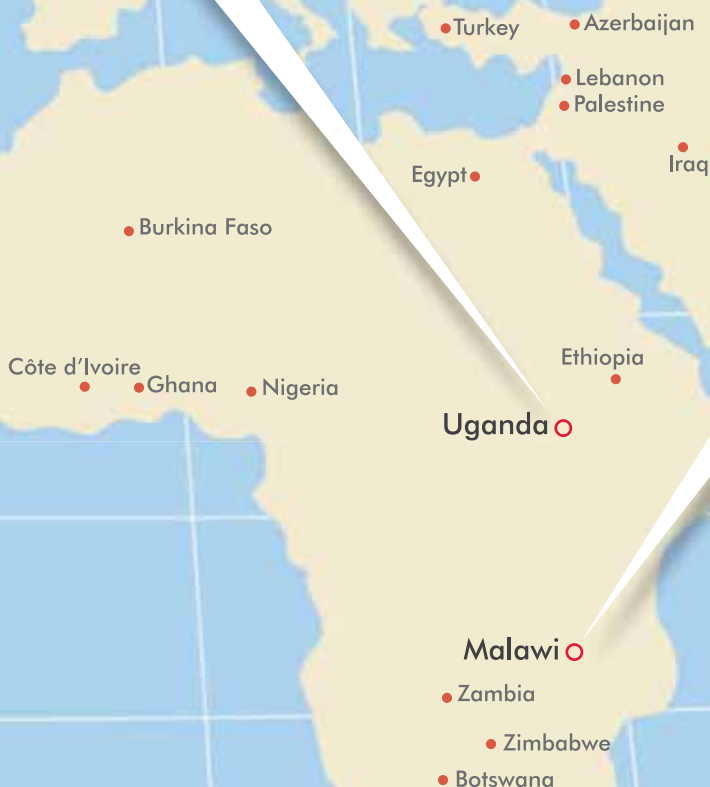 Turkey
Azerbaijan
Lebanon
Palestine
Iraq
Egypt
Burkina Faso
Ethiopia
Côte d’Ivoire
Ghana
Nigeria
Uganda
Malawi
Zambia
Zimbabwe
Botswana